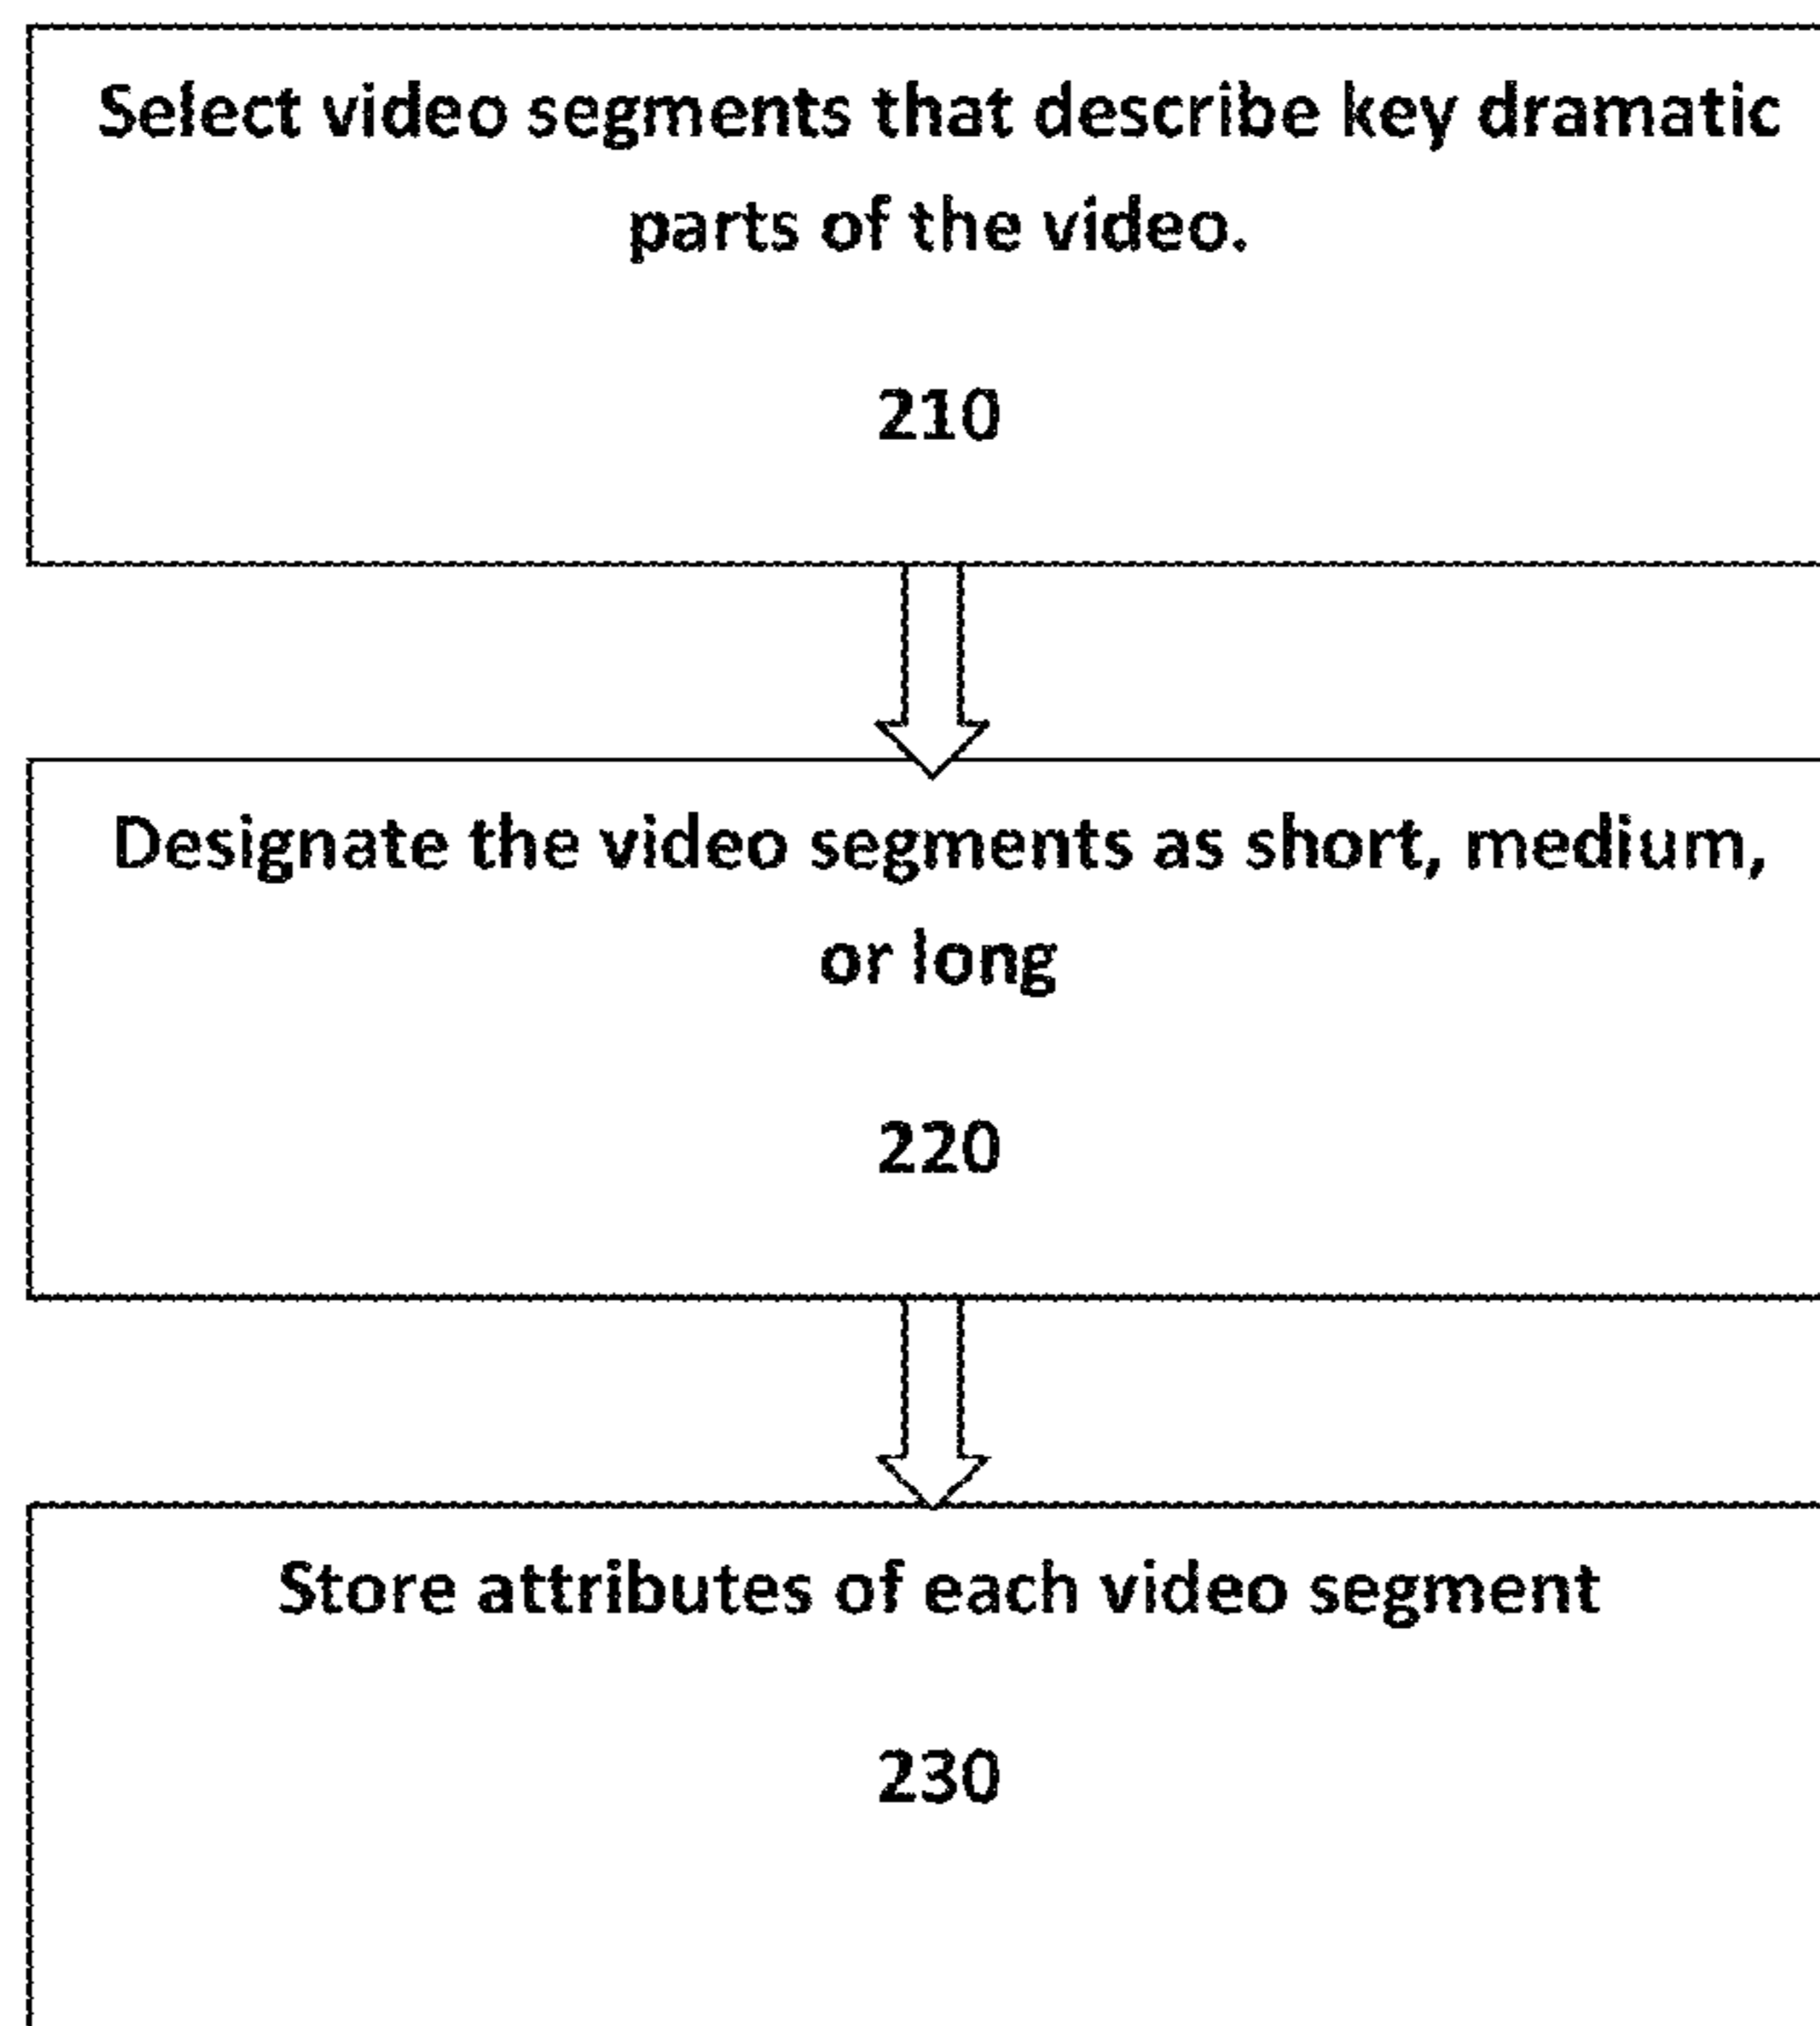 Select video segments that describe key dramatic
parts of the video.
210
Designate the video segments as short, medium,
or long
220
Store attributes of each video segment
230